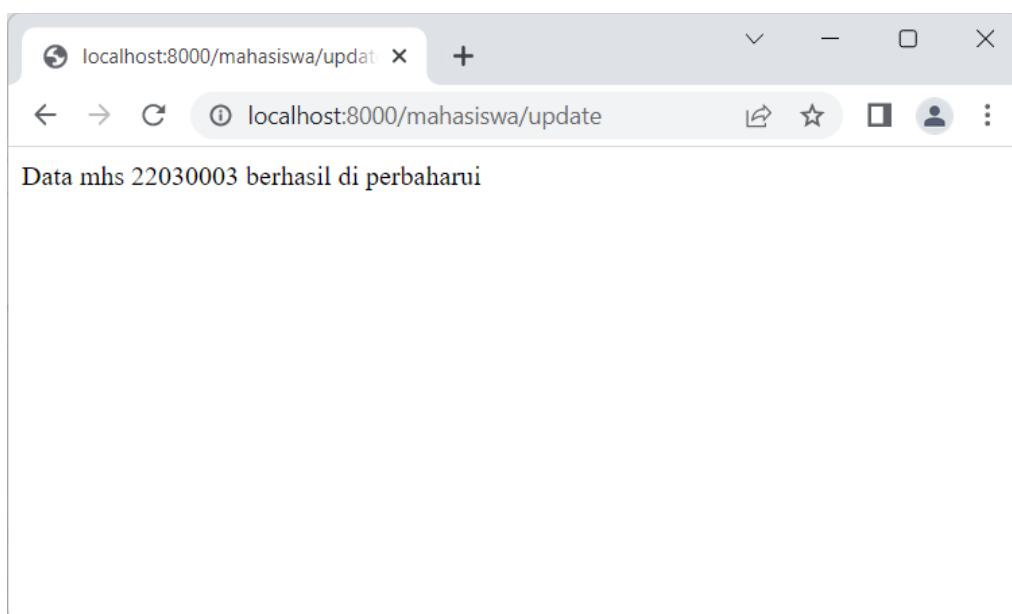 localhost:8000/mahasiswa/updat
localhost:8000/mahasiswa/update
Data mhs 22030003 berhasil di perbaharui